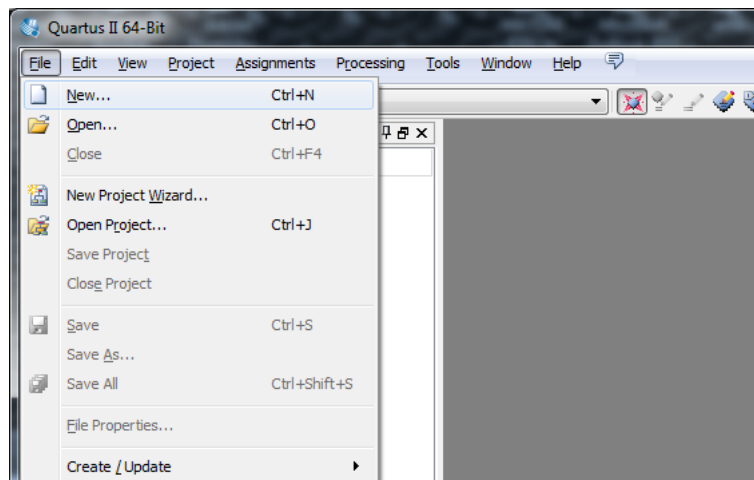 Quartus II 64-Bit
File Edit View Project Assignments Processing Tools Window Help
New... Ctrl+N
Open... Ctrl+O
Close Ctrl+F4
New Project Wizard...
Open Project... Ctrl+J
Save Project
Close Project
Save Ctrl+S
Save As...
Save All Ctrl+Shift+S
File Properties...
Create / Update